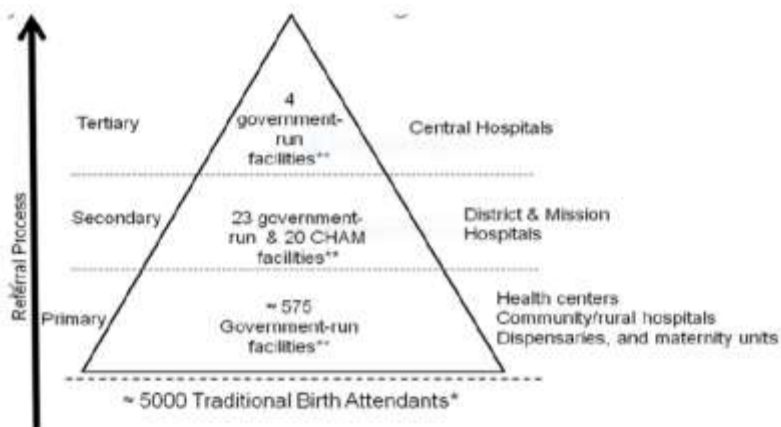 Referral Process
Tertiary
4
government-
run
facilities**
Central Hospitals
Secondary
23 government-
run & 20 CHAM
facilities**
District & Mission
Hospitals
Primary
~ 575
Government-run
facilities**
Health centers
Community/rural hospitals
Dispensaries, and maternity units
~ 5000 Traditional Birth Attendants*